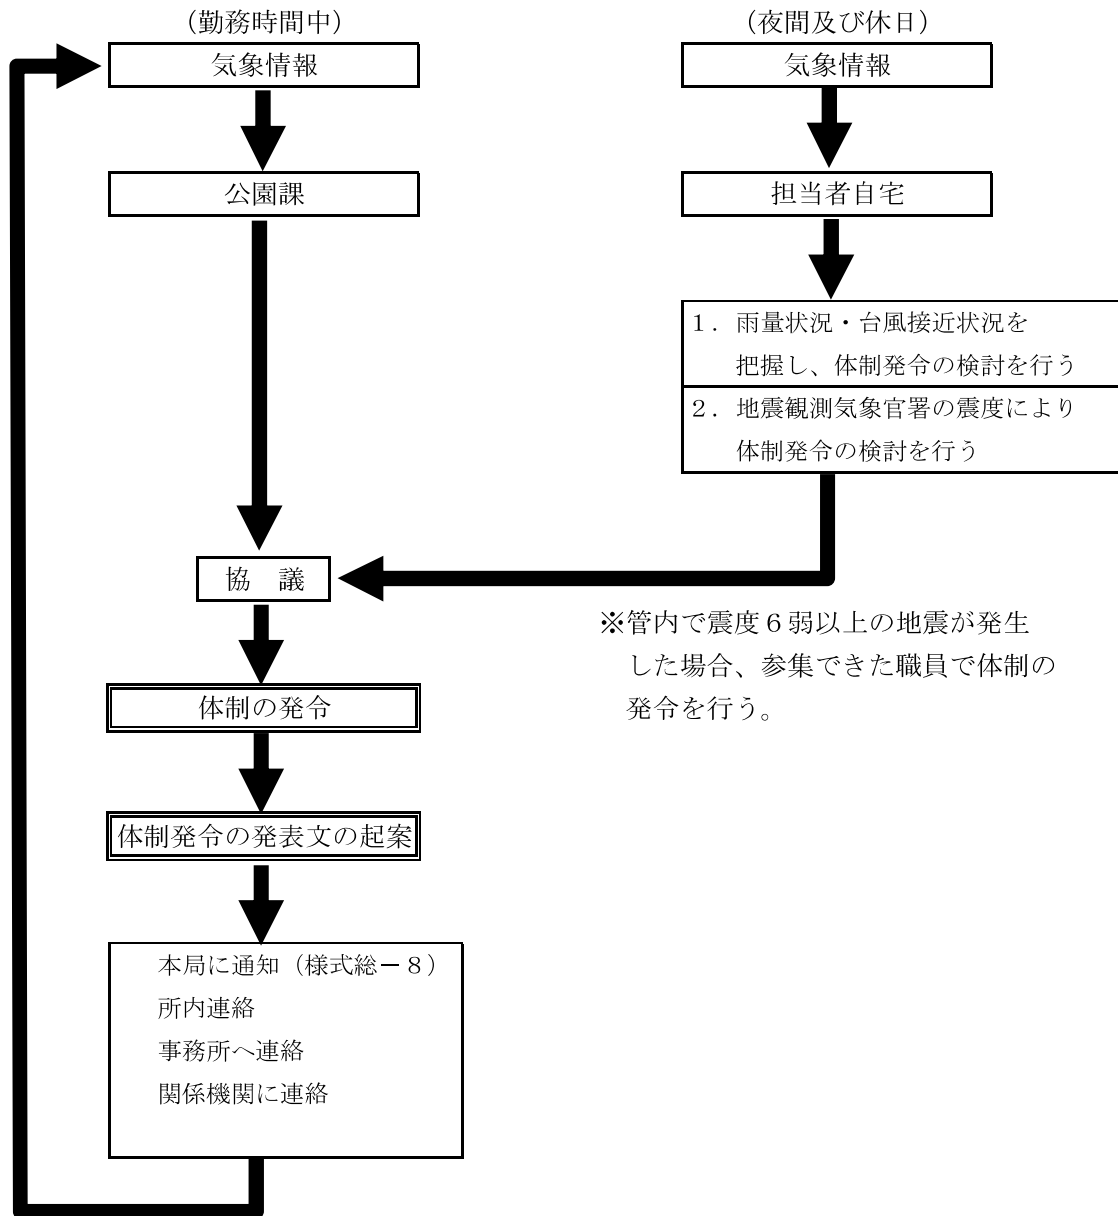 (勤務時間中)
気象情報
公園課
(夜間及び休日)
気象情報
担当者自宅
１．雨量状況・台風接近状況を
把握し、体制発令の検討を行う
２．地震観測気象官署の震度により
体制発令の検討を行う
協　議
※管内で震度６弱以上の地震が発生
した場合、参集できた職員で体制の
発令を行う。
体制の発令
体制発令の発表文の起案
本局に通知（様式総－８）
所内連絡
事務所へ連絡
関係機関に連絡